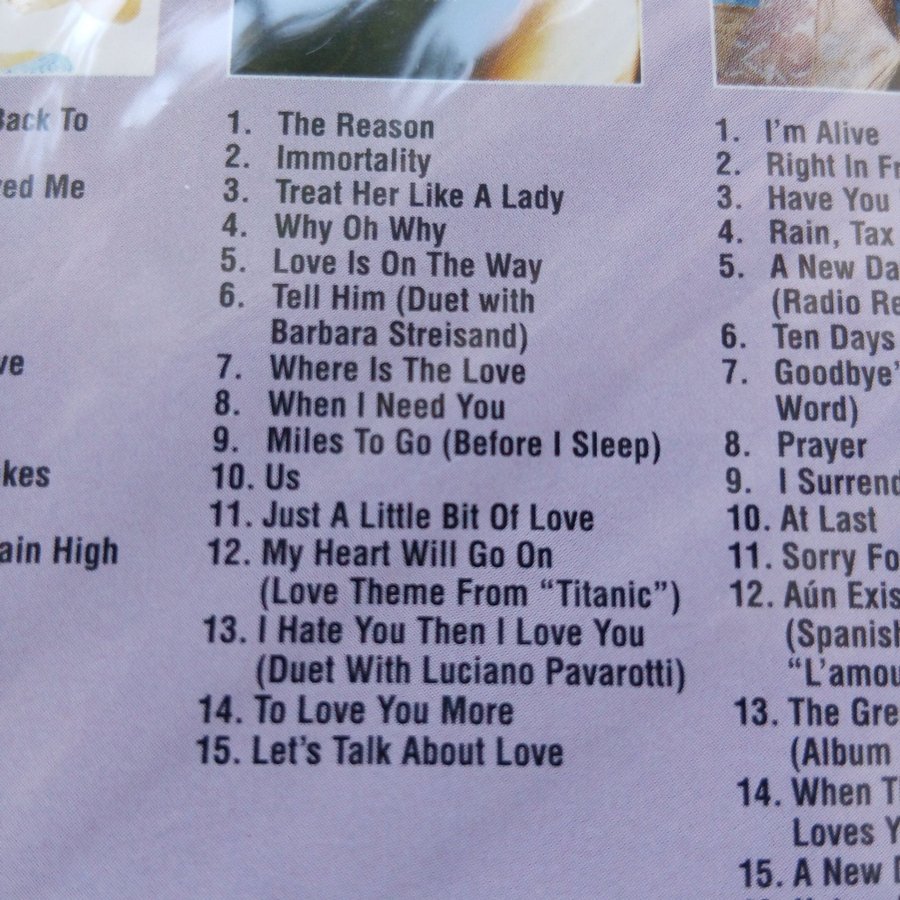 Back To
ved Me
ve
kes
ain High
1. The Reason
2. Immortality
3. Treat Her Like A Lady
4. Why Oh Why
5. Love Is On The Way
6. Tell Him (Duet with
Barbara Streisand)
7. Where Is The Love
8. When I Need You
9. Miles To Go (Before I Sleep)
10. Us
11. Just A Little Bit Of Love
12. My Heart Will Go On
(Love Theme From “Titanic”)
13. I Hate You Then I Love You
(Duet With Luciano Pavarotti)
14. To Love You More
15. Let's Talk About Love
1. I'm Alive
2. Right In Fr
3. Have You
4. Rain, Tax
5. A New Da
(Radio Re
6. Ten Days
7. Goodbye'
Word)
8. Prayer
9. I Surrend
10. At Last
11. Sorry Fo
12. Aún Exis
(Spanish
“L'amou
13. The Gre
(Album
14. When Th
Loves Y
15. A New D